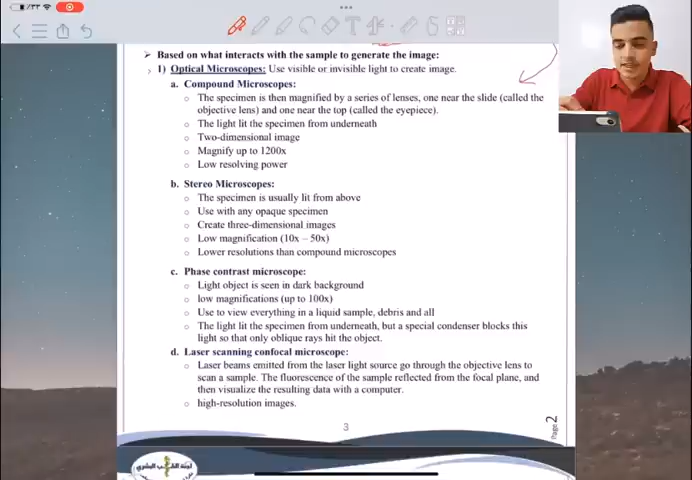 ➤ Based on what interacts with the sample to generate the image:
1) Optical Microscopes: Use visible or invisible light to create image.
a. Compound Microscopes:
○ The specimen is then magnified by a series of lenses, one near the slide (called the
objective lens) and one near the top (called the eyepiece).
○ The light lit the specimen from underneath
○ Two-dimensional image
○ Magnify up to 1200x
○ Low resolving power
b. Stereo Microscopes:
○ The specimen is usually lit from above
○ Use with any opaque specimen
○ Create three-dimensional images
○ Low magnification (10x – 50x)
○ Lower resolutions than compound microscopes
c. Phase contrast microscope:
○ Light object is seen in dark background
○ low magnifications (up to 100x)
○ Use to view everything in a liquid sample, debris and all
○ The light lit the specimen from underneath, but a special condenser blocks this
light so that only oblique rays hit the object.
d. Laser scanning confocal microscope:
○ Laser beams emitted from the laser light source go through the objective lens to
scan a sample. The fluorescence of the sample reflected from the focal plane, and
then visualize the resulting data with a computer.
○ high-resolution images.
3
Page 2